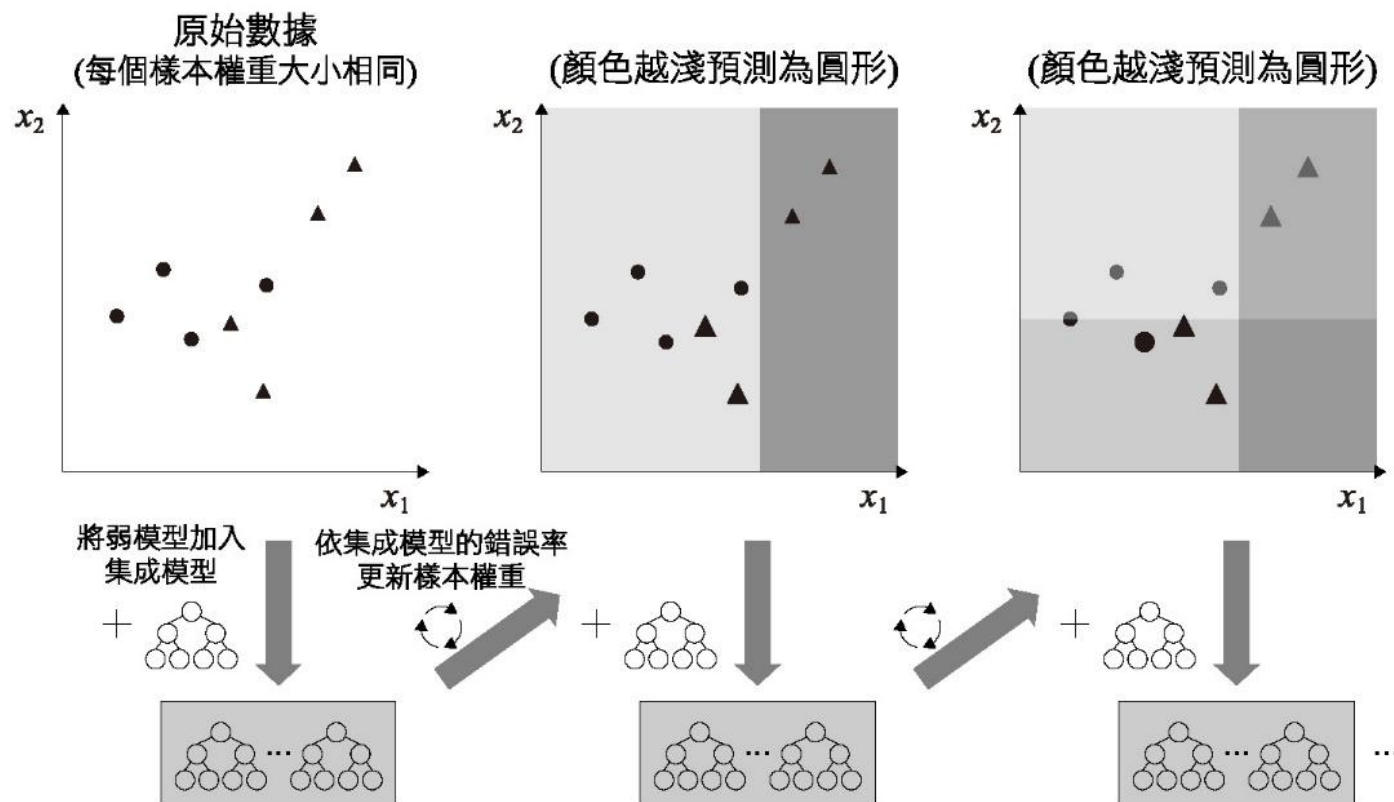 原始數據
(每個樣本權重大小相同)
(顏色越淺預測為圓形)
(顏色越淺預測為圓形)
x₂
x₂
x₂
x₁
x₁
x₁
將弱模型加入
集成模型
依集成模型的錯誤率
更新樣本權重
+
+
+
...
...
...
...